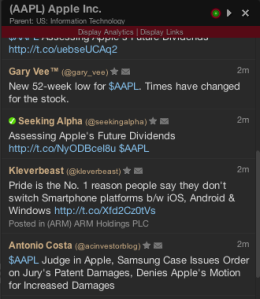 (AAPL) Apple Inc.
Parent: US: Information Technology
Display Analytics | Display Links
$AAPL Assessing Apple's Future Dividends
http://t.co/uebseUCAq2
Gary Vee™ (@gary_vee) 2m
New 52-week low for $AAPL. Times have changed
for the stock.
Seeking Alpha (@seekingalpha) 2m
Assessing Apple's Future Dividends
http://t.co/NyODBcel8u $AAPL
Kleverbeast (@kleverbeast) 2m
Pride is the No. 1 reason people say they don't
switch Smartphone platforms b/w iOS, Android &
Windows http://t.co/Xfd2Cz0tVs
Posted in (ARM) ARM Holdings PLC
Antonio Costa (@acinvestorblog) 2m
$AAPL Judge in Apple, Samsung Case Issues Order
on Jury's Patent Damages, Denies Apple's Motion
for Increased Damages